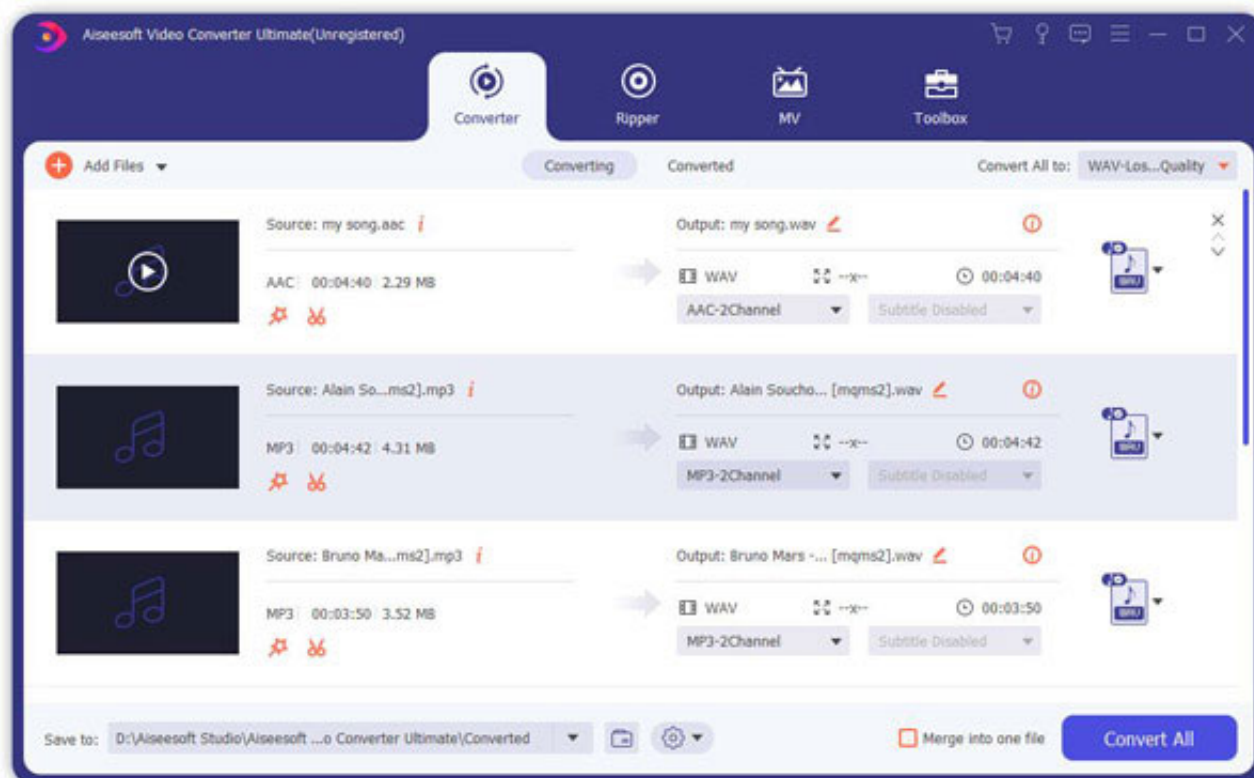 Aiseesoft Video Converter Ultimate(Unregistered)
Converter
Ripper
MV
Toolbox
Add Files
Converting
Converted
Convert All to:
WAV-Los...Quality
Source: my song.aac
Output: my song.wav
AAC 00:04:40 2.29 MB
WAV
--x--
00:04:40
AAC-2Channel
Subtitle Disabled
Source: Alain So...ms2].mp3
Output: Alain Soucho... [mqms2].wav
MP3 00:04:42 4.31 MB
WAV
--x--
00:04:42
MP3-2Channel
Subtitle Disabled
Source: Bruno Ma...ms2].mp3
Output: Bruno Mars -... [mqms2].wav
MP3 00:03:50 3.52 MB
WAV
--x--
00:03:50
MP3-2Channel
Subtitle Disabled
Save to:
D:\Aiseesoft Studio\Aiseesoft ...o Converter Ultimate\Converted
Merge into one file
Convert All